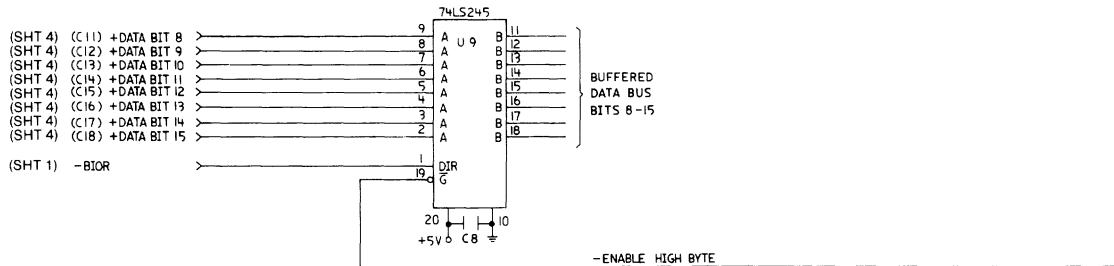 74LS245
(SHT 4) (C11) +DATA BIT 8 9 A U9 B 11
(SHT 4) (C12) +DATA BIT 9 8 A B 12
(SHT 4) (C13) +DATA BIT 10 7 A B 13
(SHT 4) (C14) +DATA BIT 11 6 A B 14 BUFFERED
(SHT 4) (C15) +DATA BIT 12 5 A B 15 DATA BUS
(SHT 4) (C16) +DATA BIT 13 4 A B 16 BITS 8-15
(SHT 4) (C17) +DATA BIT 14 3 A B 17
(SHT 4) (C18) +DATA BIT 15 2 A B 18
(SHT 1) -BIOR 1 DIR
19 G
20 10
+5V C8
-ENABLE HIGH BYTE